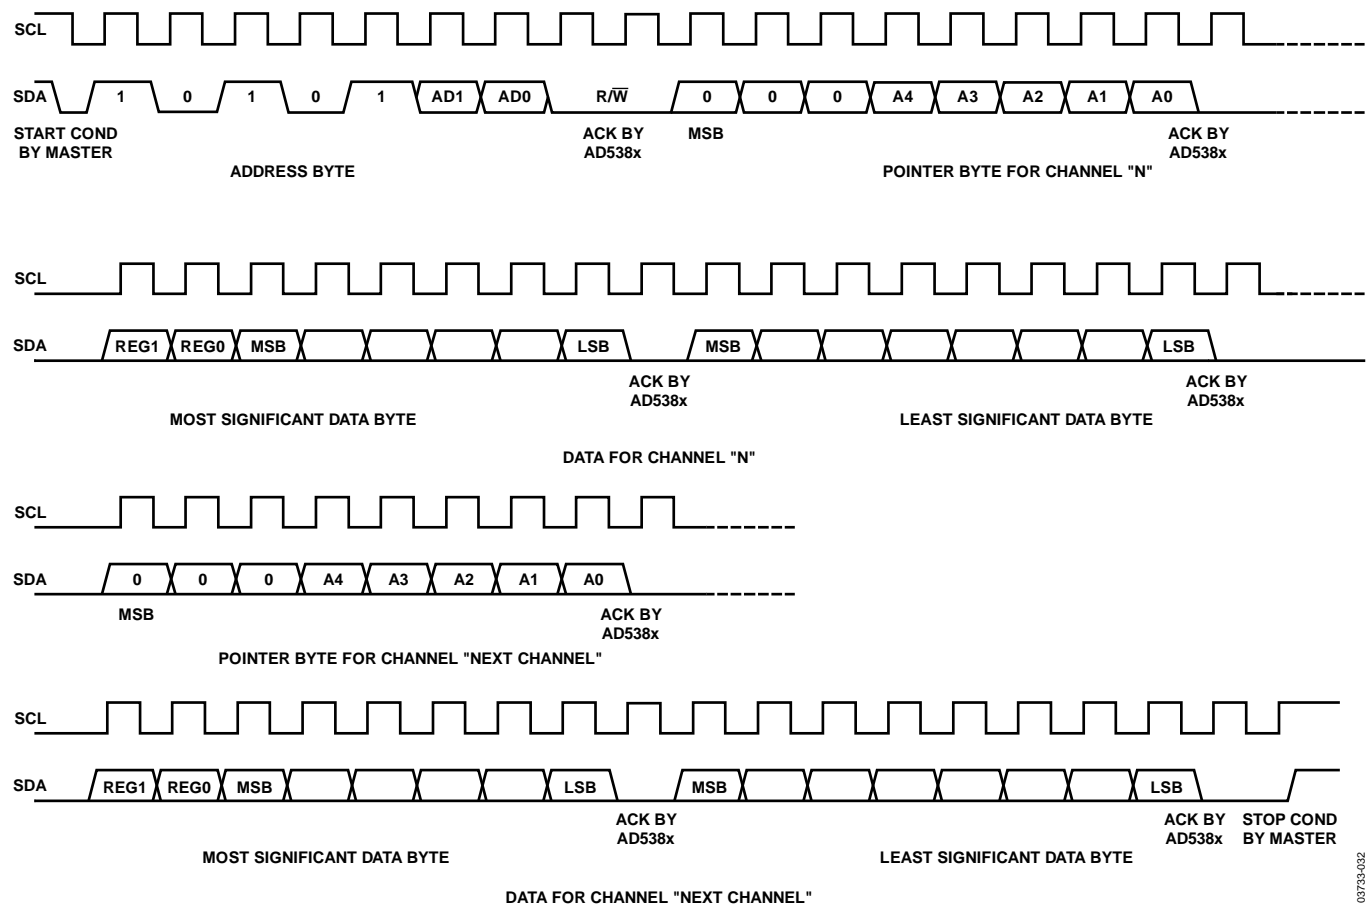 SCL
SDA 1 0 1 0 1 AD1 AD0 R/W̅ 0 0 0 A4 A3 A2 A1 A0
START COND BY MASTER
ACK BY AD538x
MSB
ACK BY AD538x
ADDRESS BYTE
POINTER BYTE FOR CHANNEL "N"
SCL
SDA REG1 REG0 MSB LSB MSB LSB
ACK BY AD538x
ACK BY AD538x
MOST SIGNIFICANT DATA BYTE
LEAST SIGNIFICANT DATA BYTE
DATA FOR CHANNEL "N"
SCL
SDA 0 0 0 A4 A3 A2 A1 A0
MSB
ACK BY AD538x
POINTER BYTE FOR CHANNEL "NEXT CHANNEL"
SCL
SDA REG1 REG0 MSB LSB MSB LSB
ACK BY AD538x
ACK BY AD538x
STOP COND BY MASTER
MOST SIGNIFICANT DATA BYTE
LEAST SIGNIFICANT DATA BYTE
DATA FOR CHANNEL "NEXT CHANNEL"
03733-032